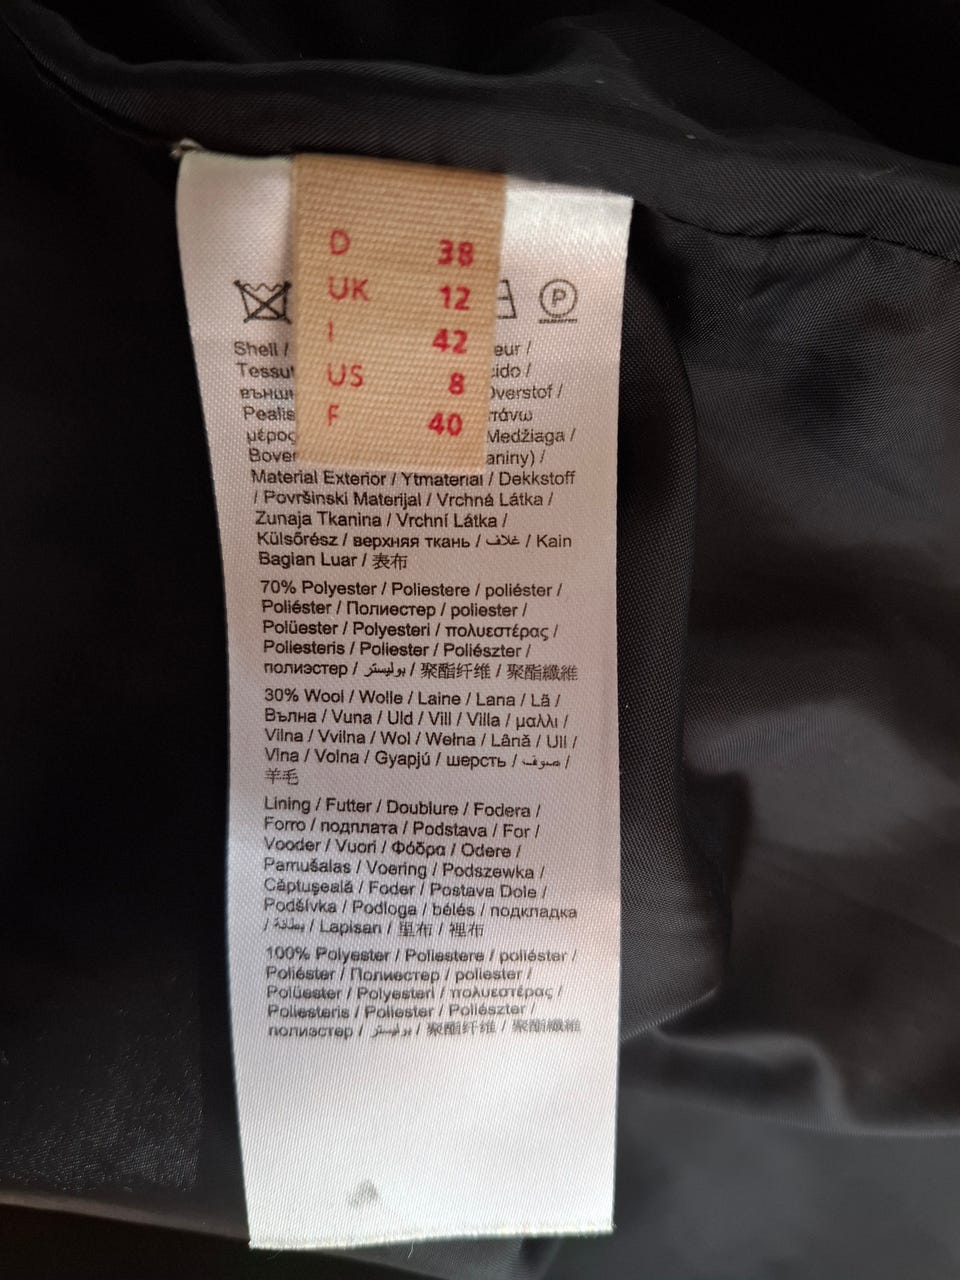 D 38
UK 12
I 42
US 8
F 40
P
Shell /
Pealis
μέρος
Medžiaga /
Material Exterior / Ytmaterial / Dekkstoff
/ Površinski Materijal / Vrchná Látka /
Zunaja Tkanina / Vrchní Látka /
Külsőrész / верхняя ткань / غلاف / Kain
Bagian Luar / 表布
70% Polyester / Poliestere / poliéster /
Poliéster / Полиестер / poliester /
Polüester / Polyesteri / πολυεστέρας /
Poliesteris / Poliester / Poliészter /
полиэстер / بوليستر / 聚酯纤维 / 聚酯纖維
30% Wool / Wolle / Laine / Lana / Lã /
Вълна / Vuna / Uld / Vill / Villa / μαλλι /
Vilna / Vvilna / Wol / Wełna / Lână / Ull /
Vlna / Volna / Gyapjú / шерсть / صوف /
羊毛
Lining / Futter / Doublure / Fodera /
Forro / подплата / Podstava / For /
Vooder / Vuori / Φόδρα / Odere /
Pamušalas / Voering / Podszewka /
Căptuşeală / Foder / Postava Dole /
Podšívka / Podloga / bélés / подкладка
/ بطانة / Lapisan / 里布 / 裡布
100% Polyester / Poliestere / poliéster /
Poliéster / Полиестер / poliester /
Polüester / Polyesteri / πολυεστέρας /
Poliesteris / Poliester / Poliészter /
полиэстер / بوليستر / 聚酯纤维 / 聚酯纖維